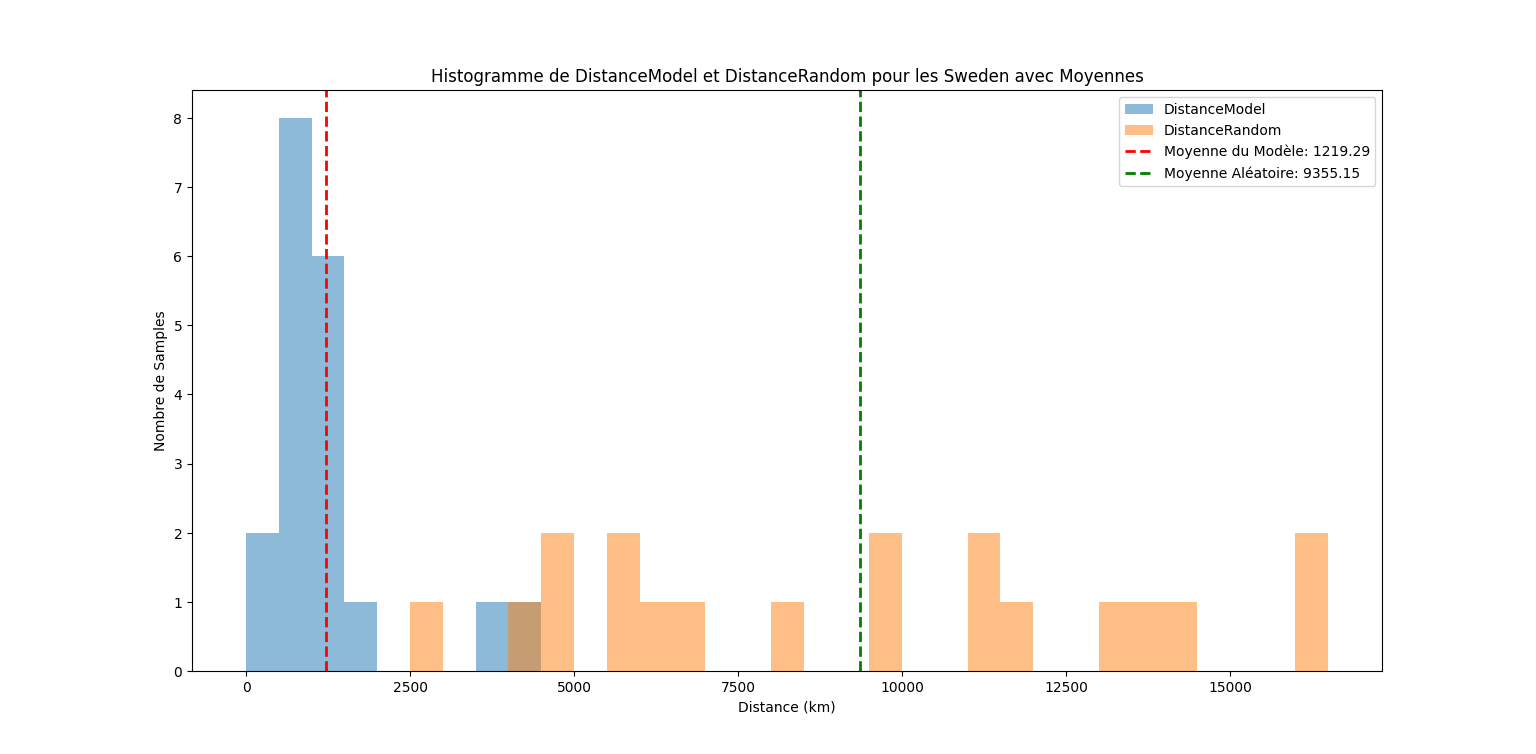 Histogramme de DistanceModel et DistanceRandom pour les Sweden avec Moyennes
DistanceModel
DistanceRandom
Moyenne du Modèle: 1219.29
Moyenne Aléatoire: 9355.15
Nombre de Samples
8
7
6
5
4
3
2
1
0
0 2500 5000 7500 10000 12500 15000
Distance (km)